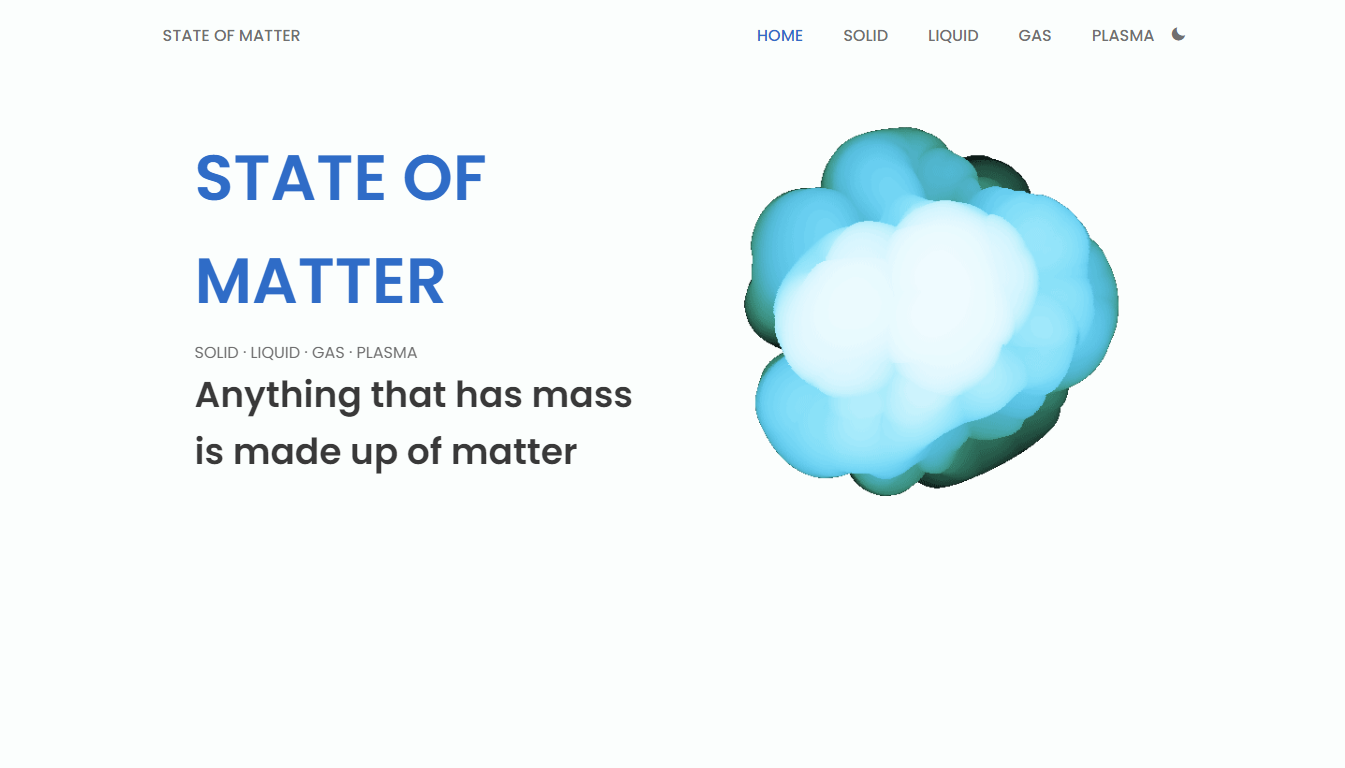 STATE OF MATTER
HOME SOLID LIQUID GAS PLASMA
STATE OF
MATTER
SOLID · LIQUID · GAS · PLASMA
Anything that has mass
is made up of matter